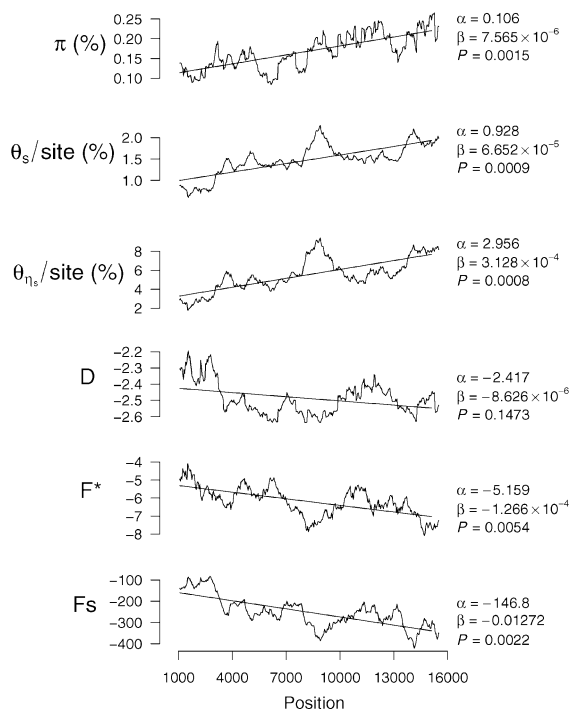 π (%)
0.25
0.20
0.15
0.10
α = 0.106
β = 7.565×10⁻⁶
P = 0.0015
θs/site (%)
2.0
1.5
1.0
α = 0.928
β = 6.652×10⁻⁵
P = 0.0009
θηs/site (%)
8
6
4
2
α = 2.956
β = 3.128×10⁻⁴
P = 0.0008
D
−2.2
−2.3
−2.4
−2.5
−2.6
α = −2.417
β = −8.626×10⁻⁶
P = 0.1473
F*
−4
−5
−6
−7
−8
α = −5.159
β = −1.266×10⁻⁴
P = 0.0054
Fs
−100
−200
−300
−400
α = −146.8
β = −0.01272
P = 0.0022
1000 4000 7000 10000 13000 16000
Position